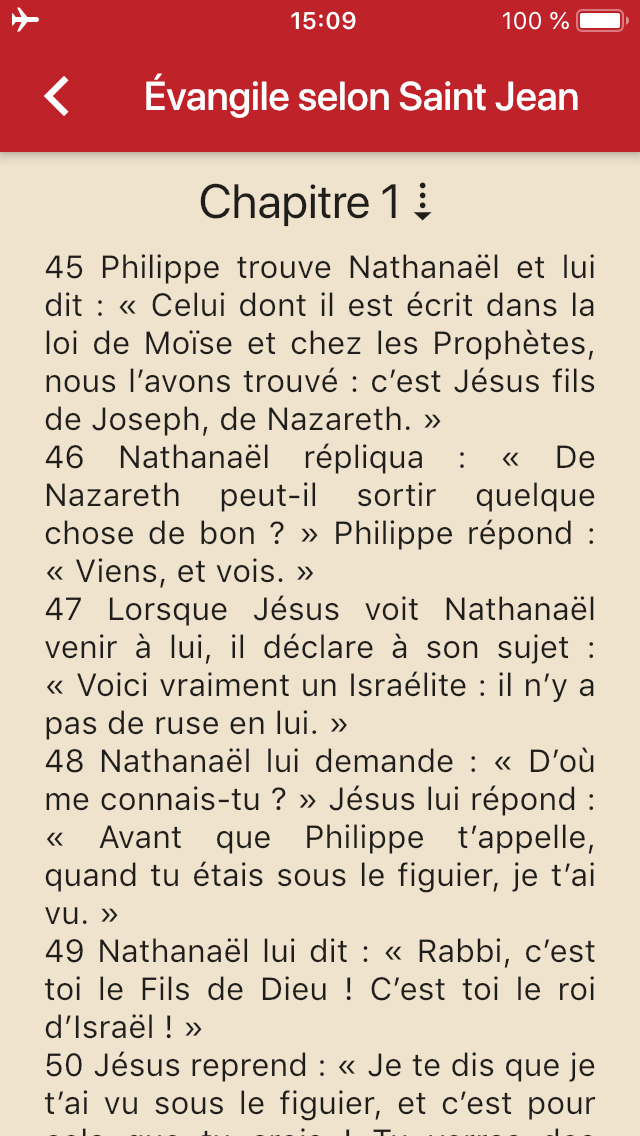 15:09
100 %
Évangile selon Saint Jean
Chapitre 1
45 Philippe trouve Nathanaël et lui
dit : « Celui dont il est écrit dans la
loi de Moïse et chez les Prophètes,
nous l’avons trouvé : c’est Jésus fils
de Joseph, de Nazareth. »
46 Nathanaël répliqua : « De
Nazareth peut-il sortir quelque
chose de bon ? » Philippe répond :
« Viens, et vois. »
47 Lorsque Jésus voit Nathanaël
venir à lui, il déclare à son sujet :
« Voici vraiment un Israélite : il n’y a
pas de ruse en lui. »
48 Nathanaël lui demande : « D’où
me connais-tu ? » Jésus lui répond :
« Avant que Philippe t’appelle,
quand tu étais sous le figuier, je t’ai
vu. »
49 Nathanaël lui dit : « Rabbi, c’est
toi le Fils de Dieu ! C’est toi le roi
d’Israël ! »
50 Jésus reprend : « Je te dis que je
t’ai vu sous le figuier, et c’est pour